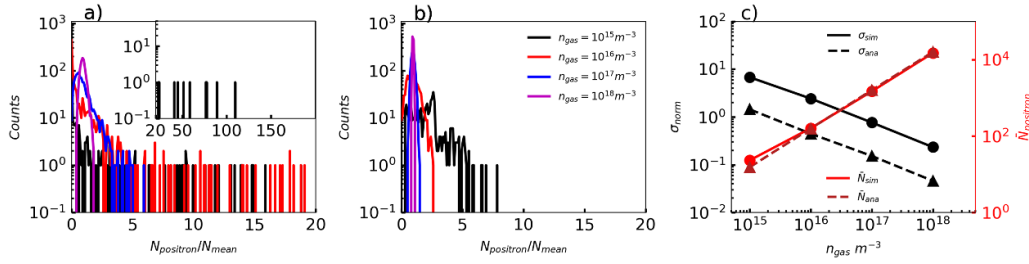 a)
Counts
10³
10²
10¹
10⁰
10⁻¹
10¹
10⁰
10⁻¹
20
50
100
150
0
5
10
15
20
N_positron/N_mean
b)
Counts
10³
10²
10¹
10⁰
10⁻¹
n_gas = 10¹⁵m⁻³
n_gas = 10¹⁶m⁻³
n_gas = 10¹⁷m⁻³
n_gas = 10¹⁸m⁻³
0
5
10
15
20
N_positron/N_mean
c)
σ_norm
10¹
10⁰
10⁻¹
10⁻²
10⁰
σ_sim
σ_ana
N̄_sim
N̄_ana
10⁴
10²
10⁰
N̄_positron
10¹⁵
10¹⁶
10¹⁷
10¹⁸
n_gas m⁻³